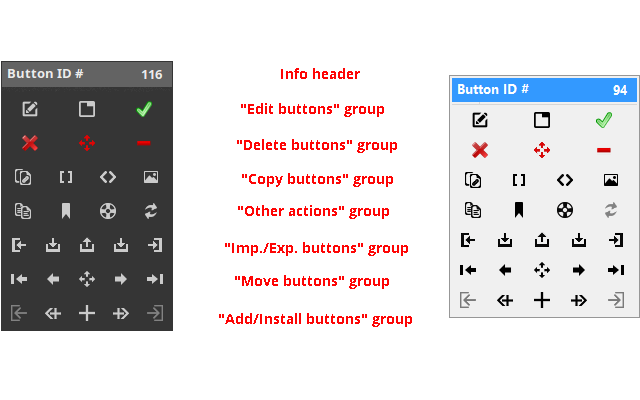 Button ID # 116
Info header
Button ID # 94
"Edit buttons" group
"Delete buttons" group
"Copy buttons" group
"Other actions" group
"Imp./Exp. buttons" group
"Move buttons" group
"Add/Install buttons" group